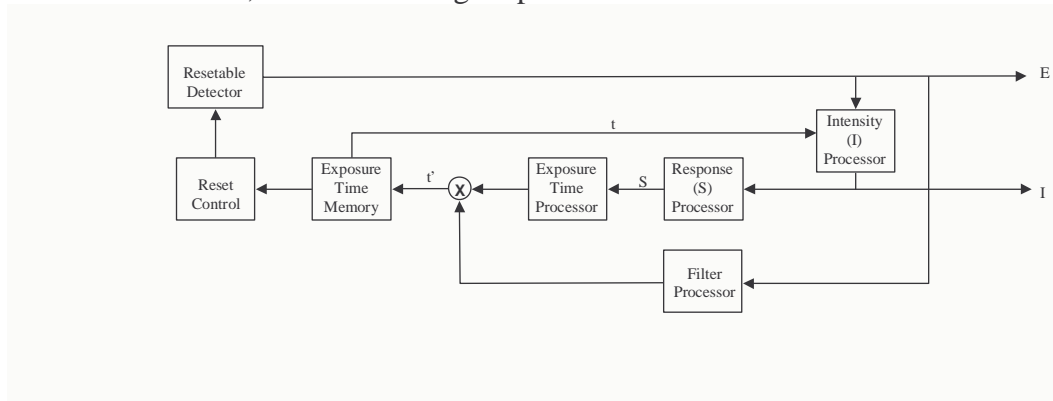 Resetable
Detector
E
t
Intensity
(I)
Processor
Reset
Control
Exposure
Time
Memory
t’
X
Exposure
Time
Processor
S
Response
(S)
Processor
I
Filter
Processor